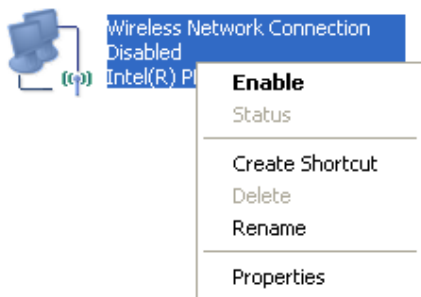 Wireless Network Connection
Disabled
Intel(R)
Enable
Status
Create Shortcut
Delete
Rename
Properties